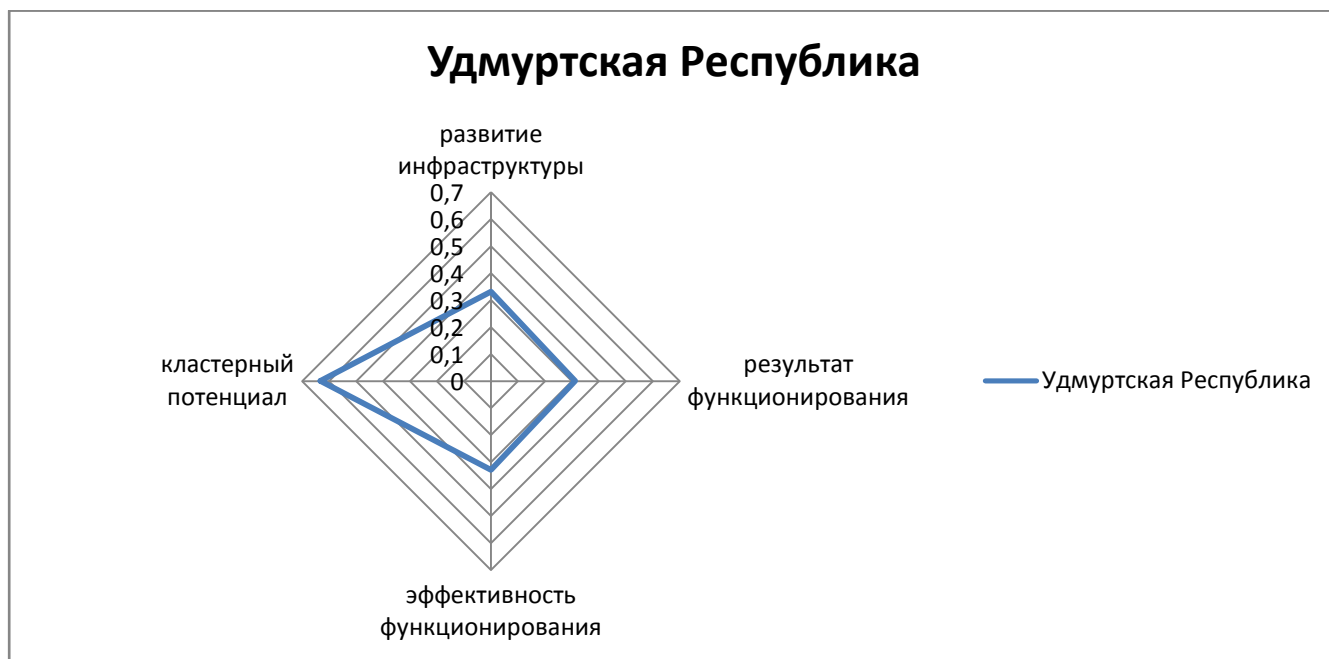 Удмуртская Республика
развитие
инфраструктуры
0,7
0,6
0,5
0,4
0,3
0,2
0,1
0
кластерный
потенциал
результат
функционирования
Удмуртская Республика
эффективность
функционирования